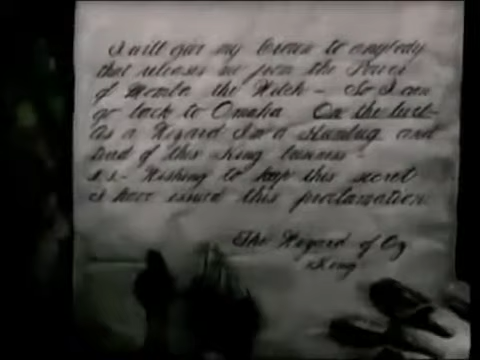 I will give my Crown to anybody
that releases me from the Power
of Momba the Witch - So I can
go back to Omaha On the level
as a Wizard I'm a Humbug and
tired of this King business -
P.S.- Wishing to keep this secret
I have issued this proclamation.
The Wizard of Oz
King